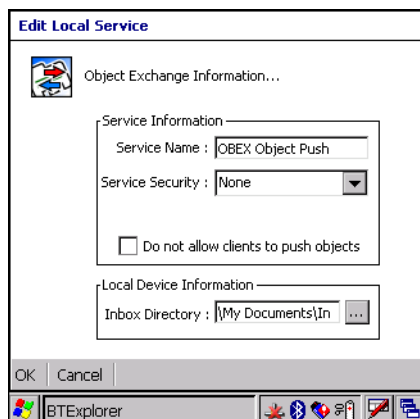 Edit Local Service
Object Exchange Information...
Service Information
Service Name : OBEX Object Push
Service Security : None
Do not allow clients to push objects
Local Device Information
Inbox Directory : \My Documents\In ...
OK Cancel
BTExplorer